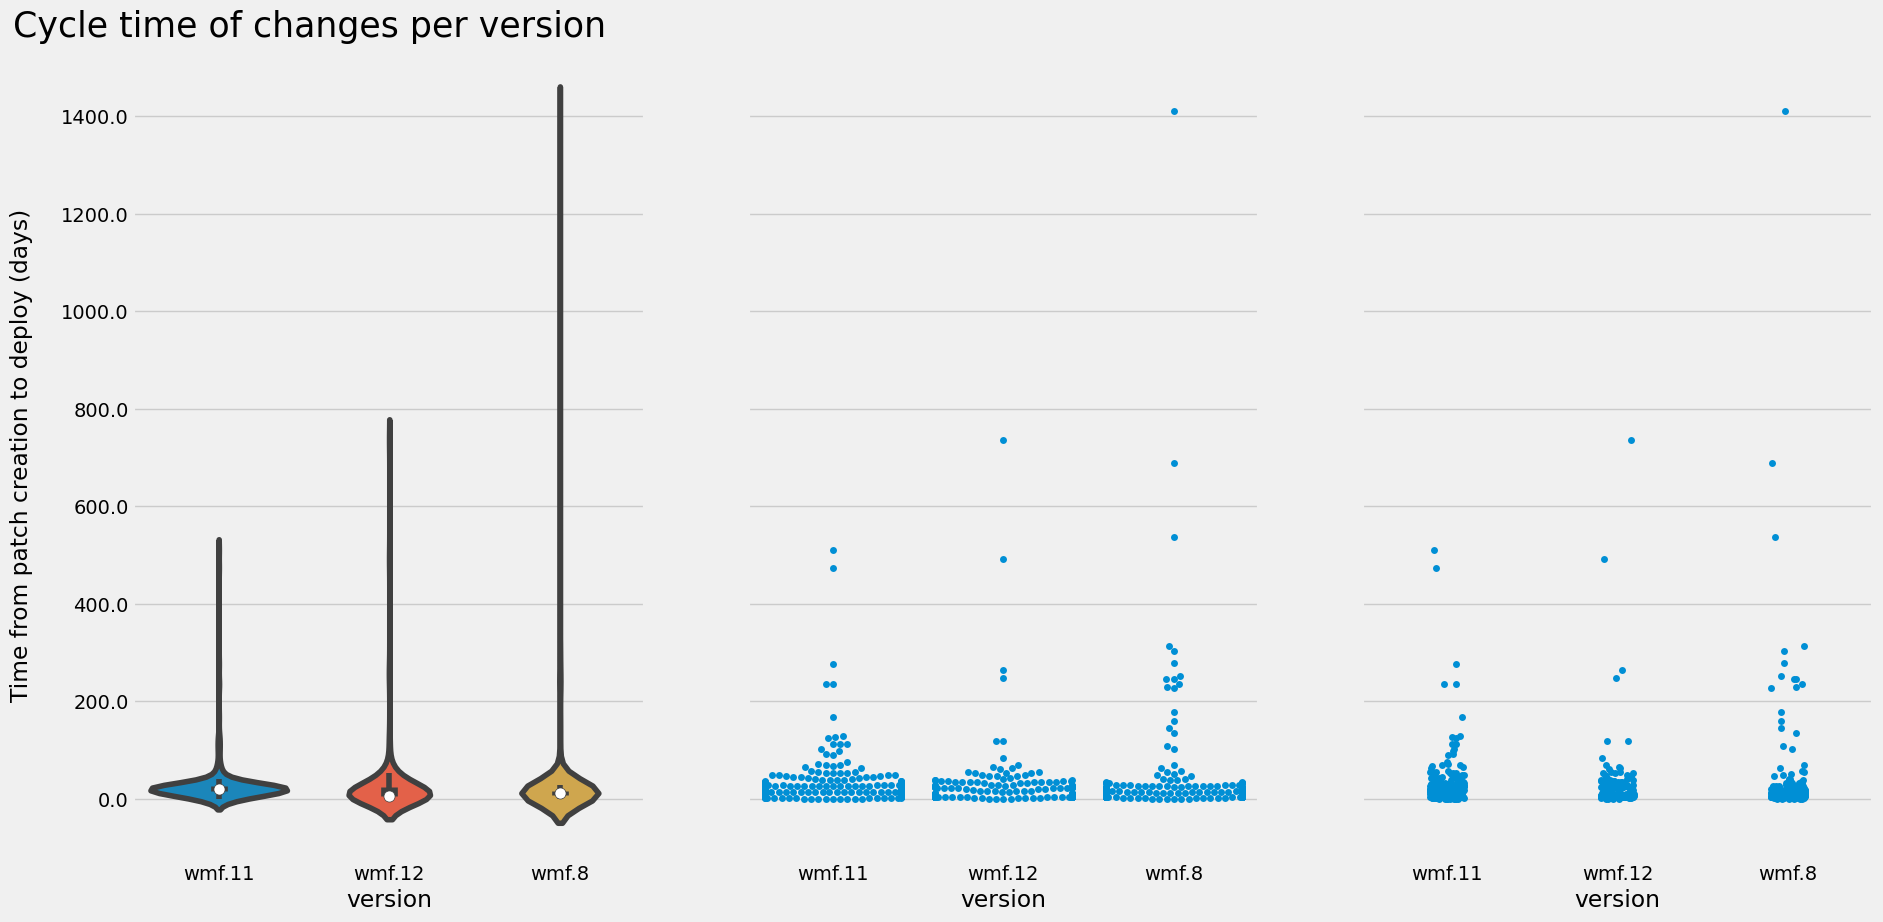 Cycle time of changes per version
Time from patch creation to deploy (days)
1400.0
1200.0
1000.0
800.0
600.0
400.0
200.0
0.0
wmf.11 wmf.12 wmf.8
version
wmf.11 wmf.12 wmf.8
version
wmf.11 wmf.12 wmf.8
version